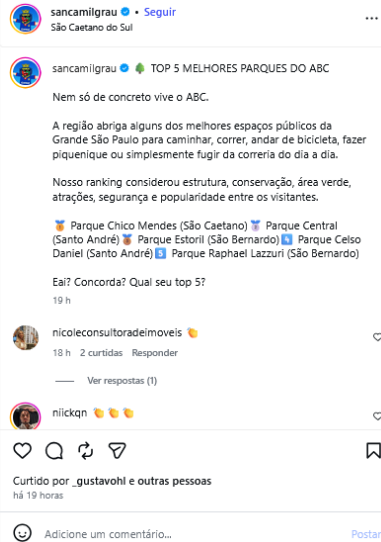 sancamilgrau • Seguir
São Caetano do Sul
sancamilgrau 🌲 TOP 5 MELHORES PARQUES DO ABC
Nem só de concreto vive o ABC.
A região abriga alguns dos melhores espaços públicos da
Grande São Paulo para caminhar, correr, andar de bicicleta, fazer
piquenique ou simplesmente fugir da correria do dia a dia.
Nosso ranking considerou estrutura, conservação, área verde,
atrações, segurança e popularidade entre os visitantes.
🥇 Parque Chico Mendes (São Caetano)🥈 Parque Central
(Santo André)🥉 Parque Estoril (São Bernardo)4️⃣ Parque Celso
Daniel (Santo André)5️⃣ Parque Raphael Lazzuri (São Bernardo)
Eai? Concorda? Qual seu top 5?
19 h
nicoleconsultoradeimoveis 👏
18 h 2 curtidas Responder
Ver respostas (1)
niickqn 👏👏👏
Curtido por _gustavohl e outras pessoas
há 19 horas
Adicione um comentário... Postar